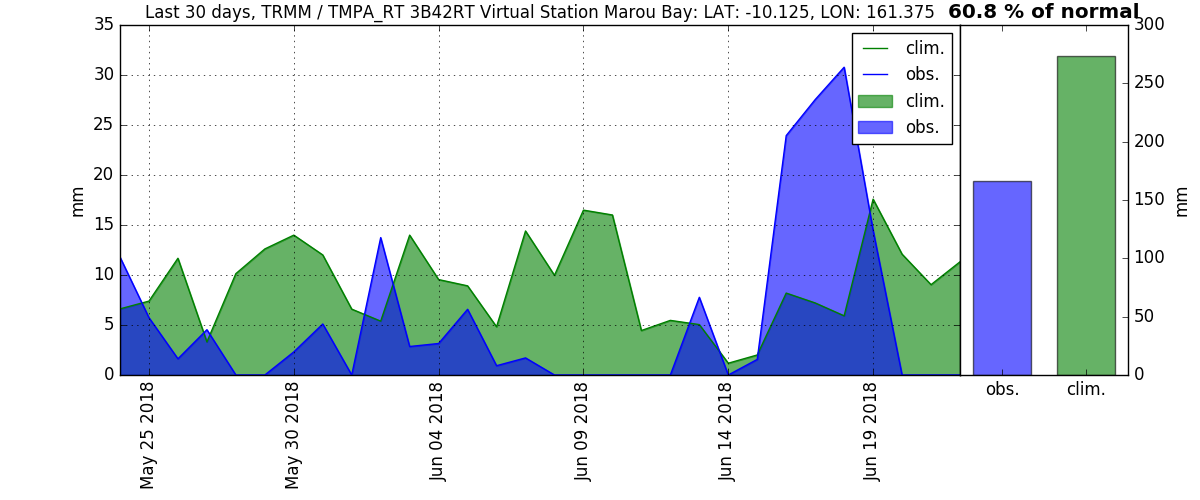 Last 30 days, TRMM / TMPA_RT 3B42RT Virtual Station Marou Bay: LAT: -10.125, LON: 161.375
60.8 % of normal
35
30
25
20
15
10
5
0
mm
clim.
obs.
clim.
obs.
May 25 2018
May 30 2018
Jun 04 2018
Jun 09 2018
Jun 14 2018
Jun 19 2018
300
250
200
150
100
50
0
mm
obs.
clim.